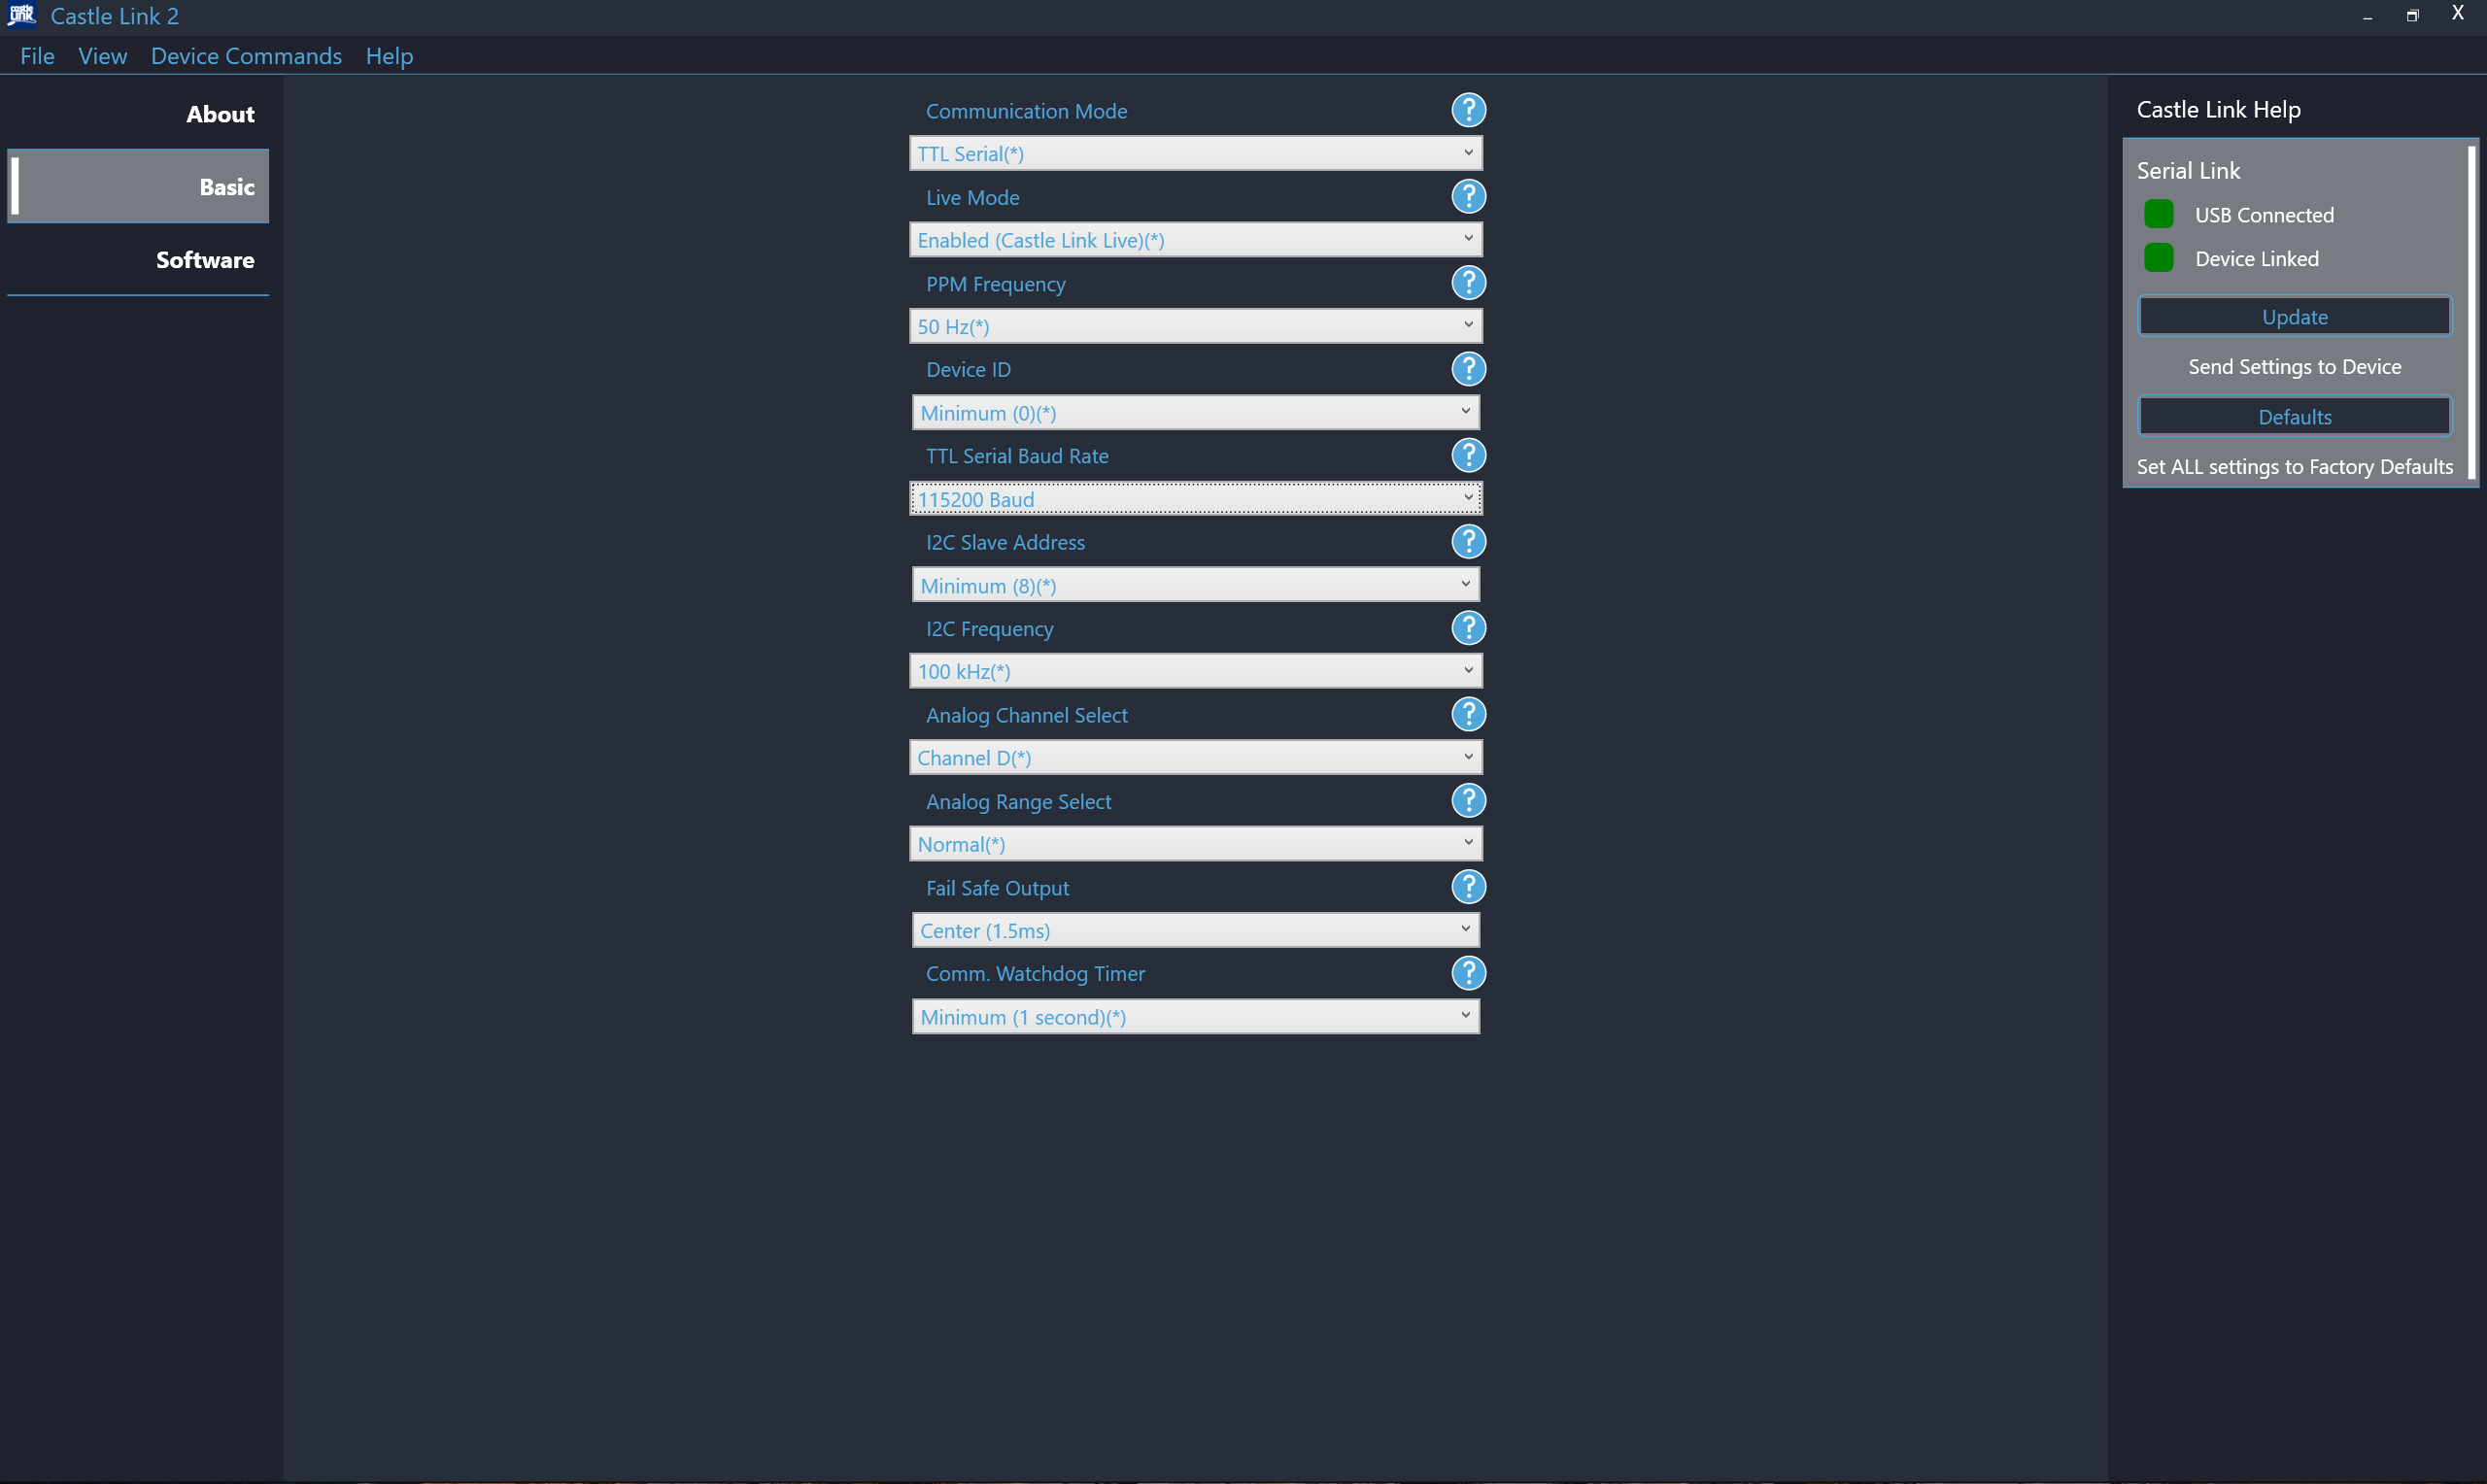 castle
LINK
Castle Link 2
X
File View Device Commands Help
About
Basic
Software
Communication Mode
?
TTL Serial(*)
Live Mode
?
Enabled (Castle Link Live)(*)
PPM Frequency
?
50 Hz(*)
Device ID
?
Minimum (0)(*)
TTL Serial Baud Rate
?
115200 Baud
I2C Slave Address
?
Minimum (8)(*)
I2C Frequency
?
100 kHz(*)
Analog Channel Select
?
Channel D(*)
Analog Range Select
?
Normal(*)
Fail Safe Output
?
Center (1.5ms)
Comm. Watchdog Timer
?
Minimum (1 second)(*)
Castle Link Help
Serial Link
USB Connected
Device Linked
Update
Send Settings to Device
Defaults
Set ALL settings to Factory Defaults